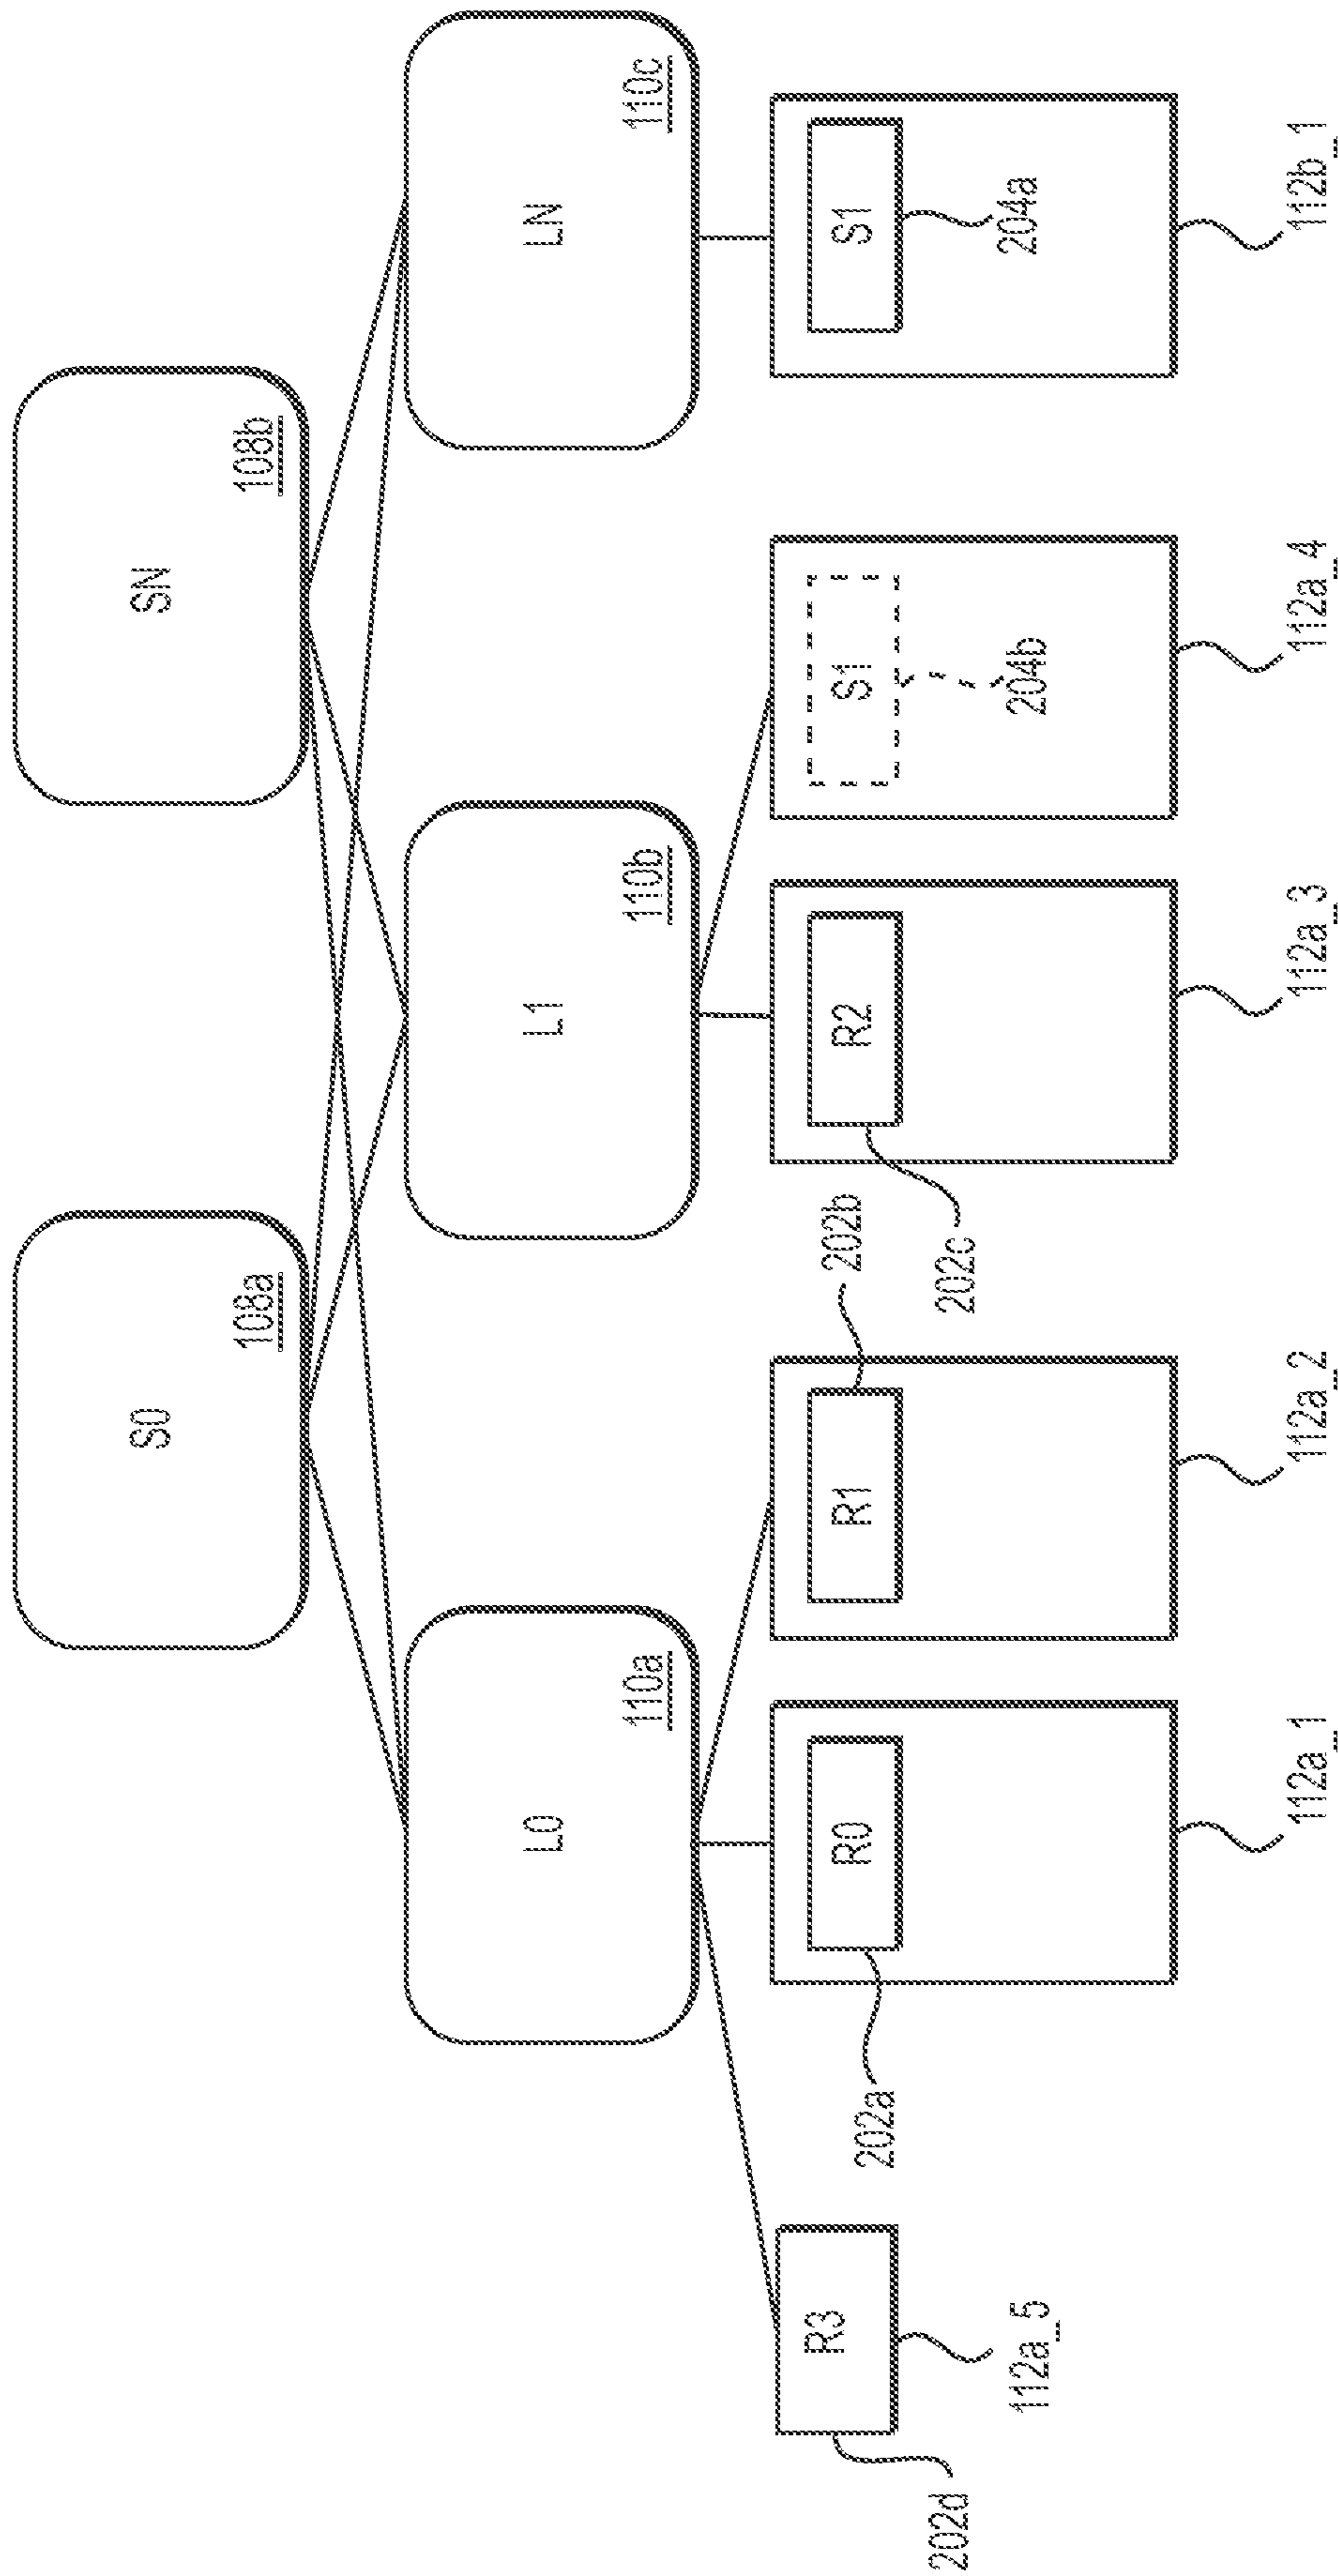 S0
108a
SN
108b
L0
110a
L1
110b
LN
110c
R3
R0
R1
R2
S1
S1
202d
112a_5
202a
202b
202c
204b
204a
112a_1
112a_2
112a_3
112a_4
112b_1